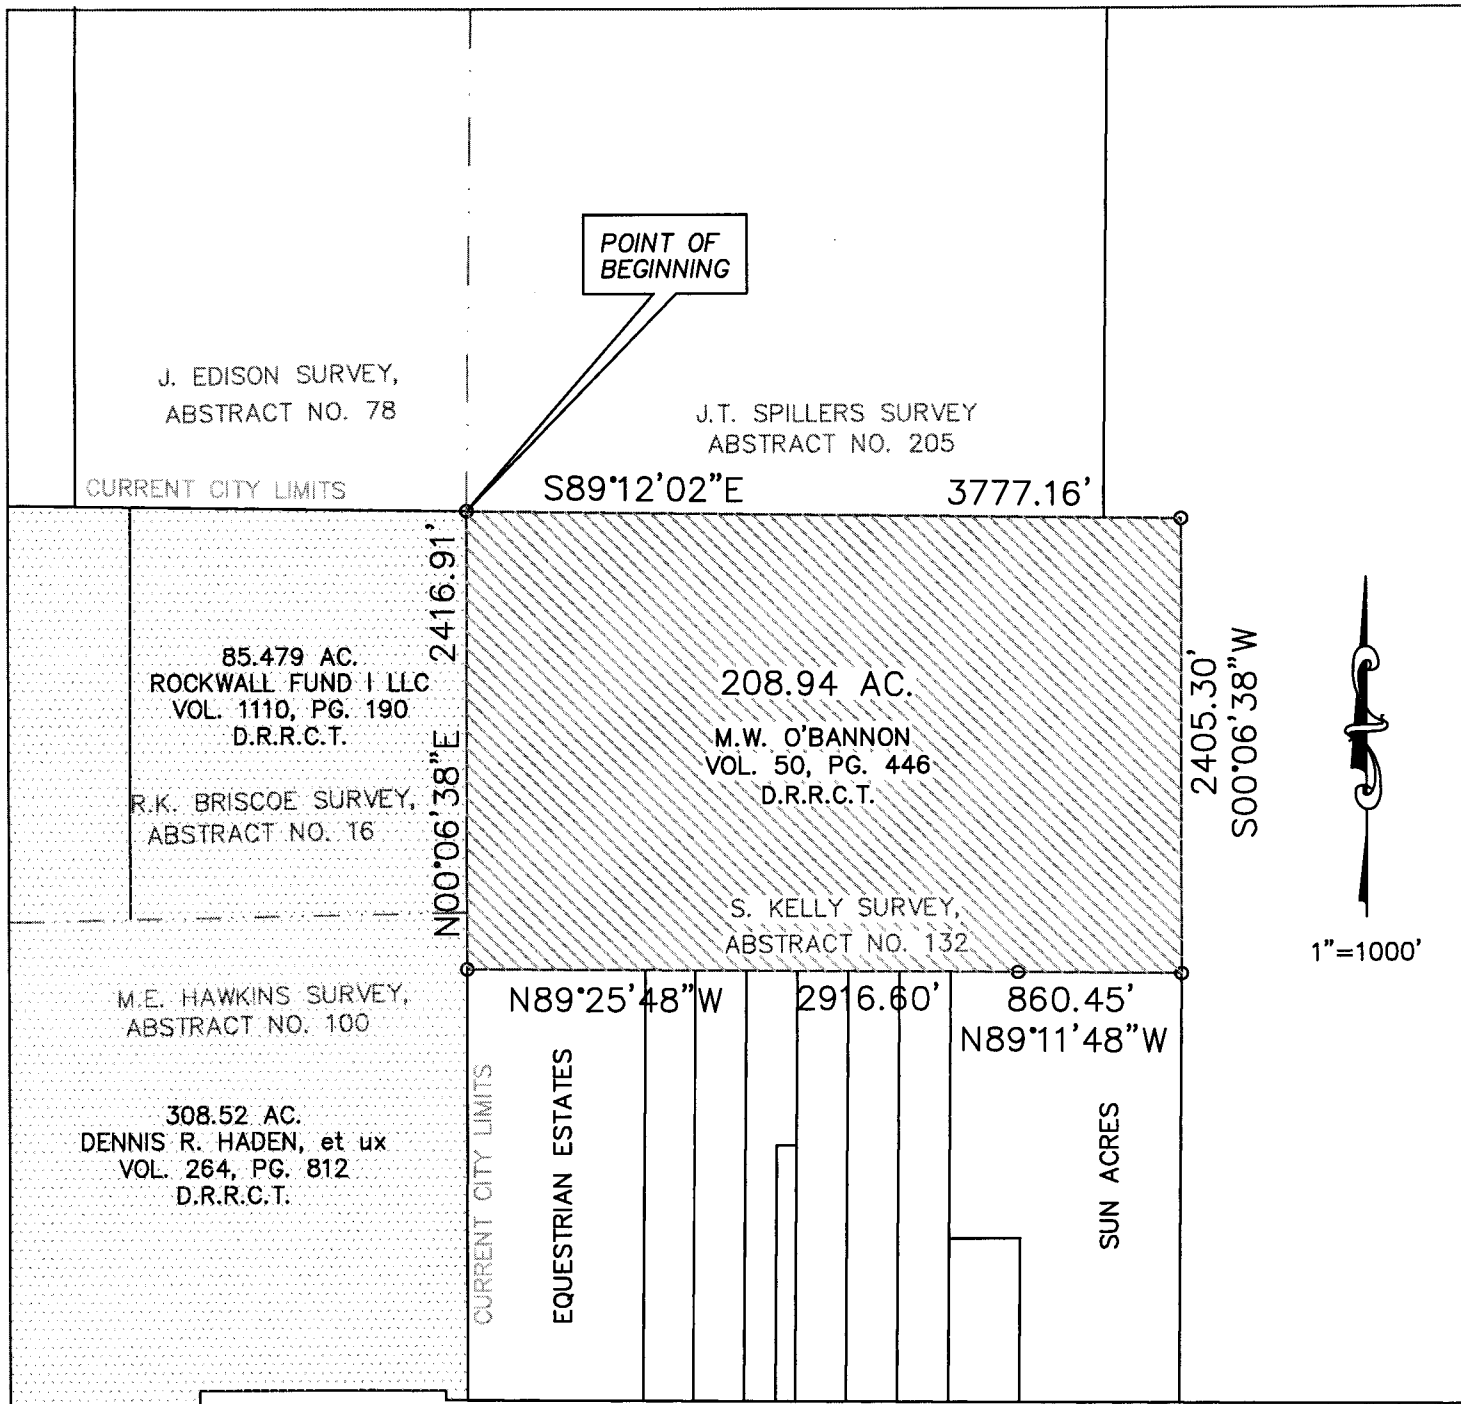 POINT OF
BEGINNING
J. EDISON SURVEY,
ABSTRACT NO. 78
J.T. SPILLERS SURVEY
ABSTRACT NO. 205
CURRENT CITY LIMITS
S89°12'02"E
3777.16'
2416.91'
N00°06'38"E
85.479 AC.
ROCKWALL FUND I LLC
VOL. 1110, PG. 190
D.R.R.C.T.
R.K. BRISCOE SURVEY,
ABSTRACT NO. 16
208.94 AC.
M.W. O'BANNON
VOL. 50, PG. 446
D.R.R.C.T.
2405.30'
S00°06'38"W
S. KELLY SURVEY,
ABSTRACT NO. 132
1"=1000'
M.E. HAWKINS SURVEY,
ABSTRACT NO. 100
N89°25'48"W
2916.60'
860.45'
N89°11'48"W
308.52 AC.
DENNIS R. HADEN, et ux
VOL. 264, PG. 812
D.R.R.C.T.
CURRENT CITY LIMITS
EQUESTRIAN ESTATES
SUN ACRES